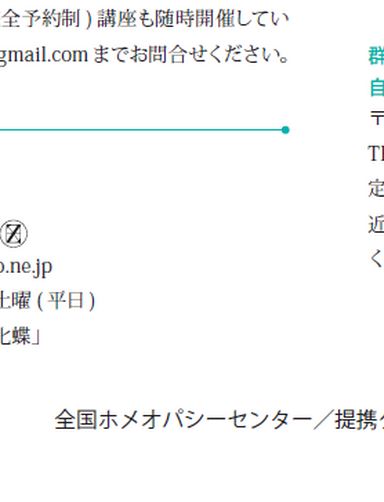 全予約制 ) 講座も随時開催してい
gmail.com までお問合せください。
Ⓩ
o.ne.jp
土曜 ( 平日 )
蝶」
群
自
〒
定
近
く
全国ホメオパシーセンター／提携